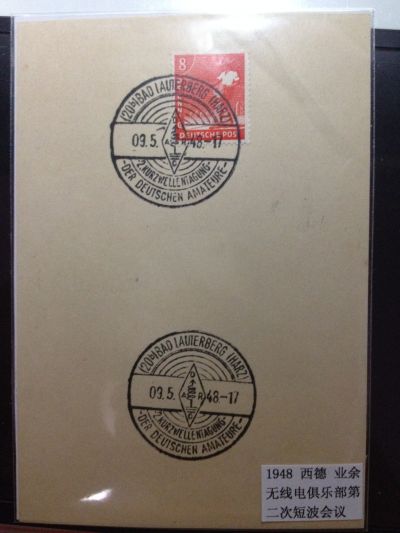 8
DEUTSCHE POST
(20b) BAD LAUTERBERG (HARZ)
09.5. 48.-17
D
A R
C
2. KURZWELLENTAGUNG
-DER DEUTSCHEN AMATEURE-
(20b) BAD LAUTERBERG (HARZ)
09.5. 48.-17
D
A R
C
2. KURZWELLENTAGUNG
-DER DEUTSCHEN AMATEURE-
1948 西德 业余
无线电俱乐部第
二次短波会议